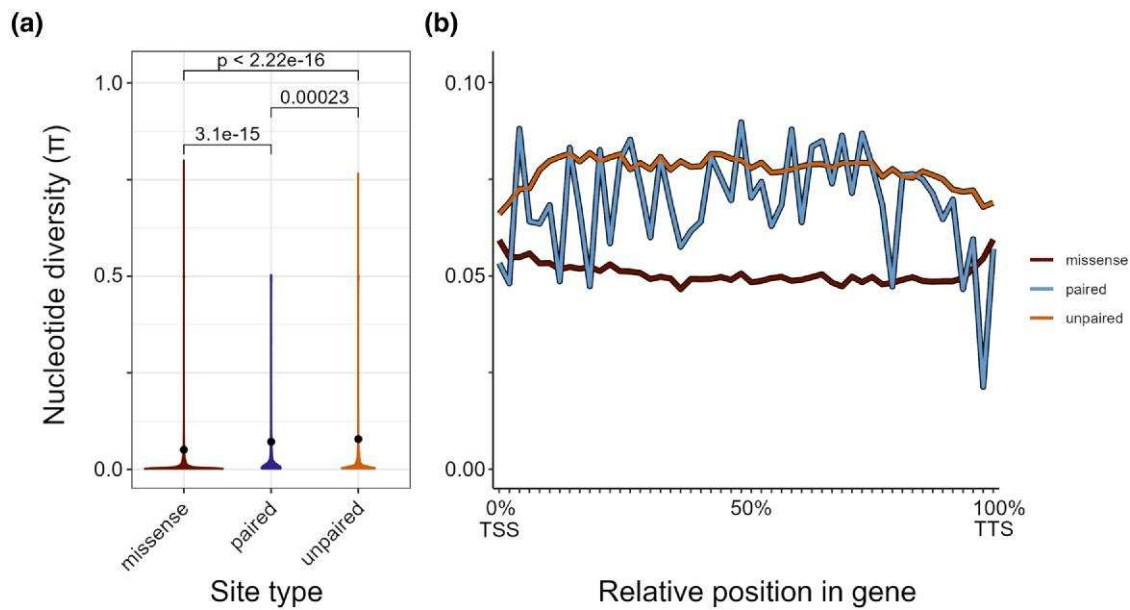 (a)
Nucleotide diversity (π)
1.0
0.5
0.0
p < 2.22e-16
0.00023
3.1e-15
missense
paired
unpaired
Site type
(b)
0.10
0.05
0.00
0%
TSS
50%
100%
TTS
Relative position in gene
missense
paired
unpaired